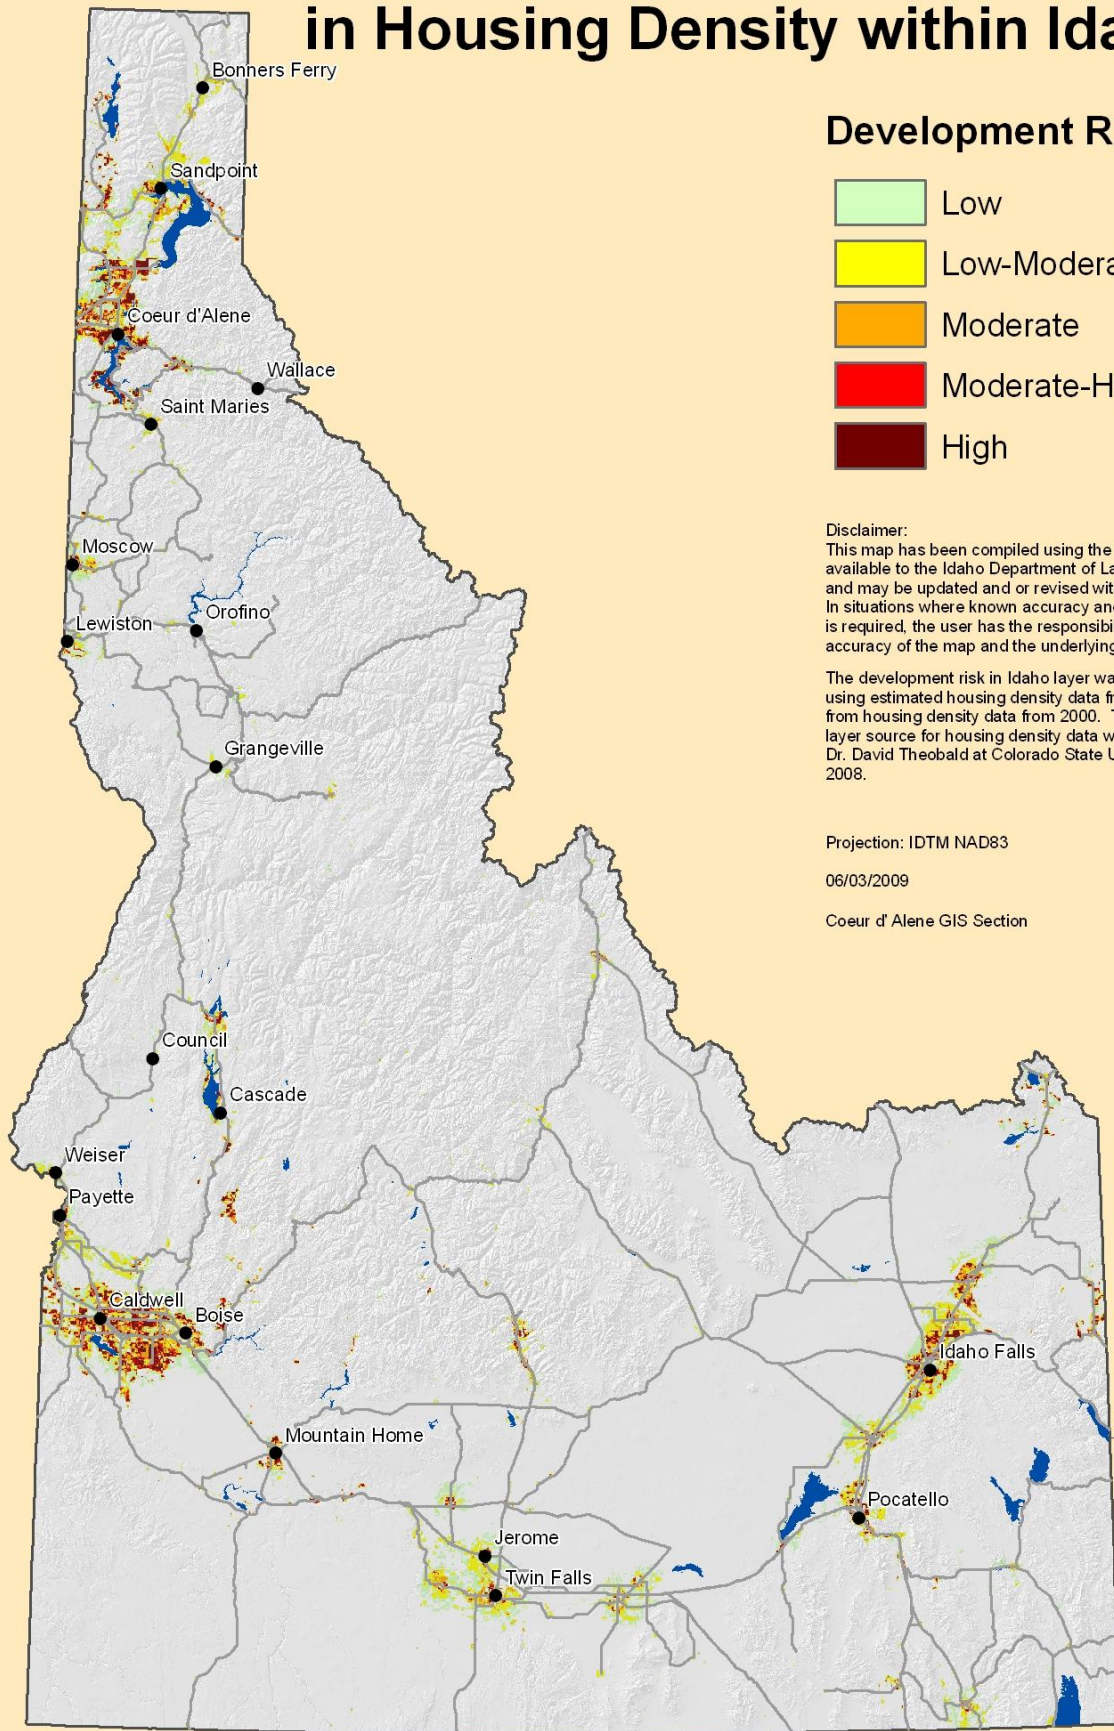 in Housing Density within Ida
Development R
Low
Low-Modera
Moderate
Moderate-H
High
Disclaimer:
This map has been compiled using the
available to the Idaho Department of La
and may be updated and or revised wit
In situations where known accuracy an
is required, the user has the responsibi
accuracy of the map and the underlying
The development risk in Idaho layer wa
using estimated housing density data f
from housing density data from 2000. T
layer source for housing density data w
Dr. David Theobald at Colorado State U
2008.
Projection: IDTM NAD83
06/03/2009
Coeur d' Alene GIS Section
Bonners Ferry
Sandpoint
Coeur d'Alene
Wallace
Saint Maries
Moscow
Orofino
Lewiston
Grangeville
Council
Cascade
Weiser
Payette
Caldwell
Boise
Idaho Falls
Mountain Home
Pocatello
Jerome
Twin Falls